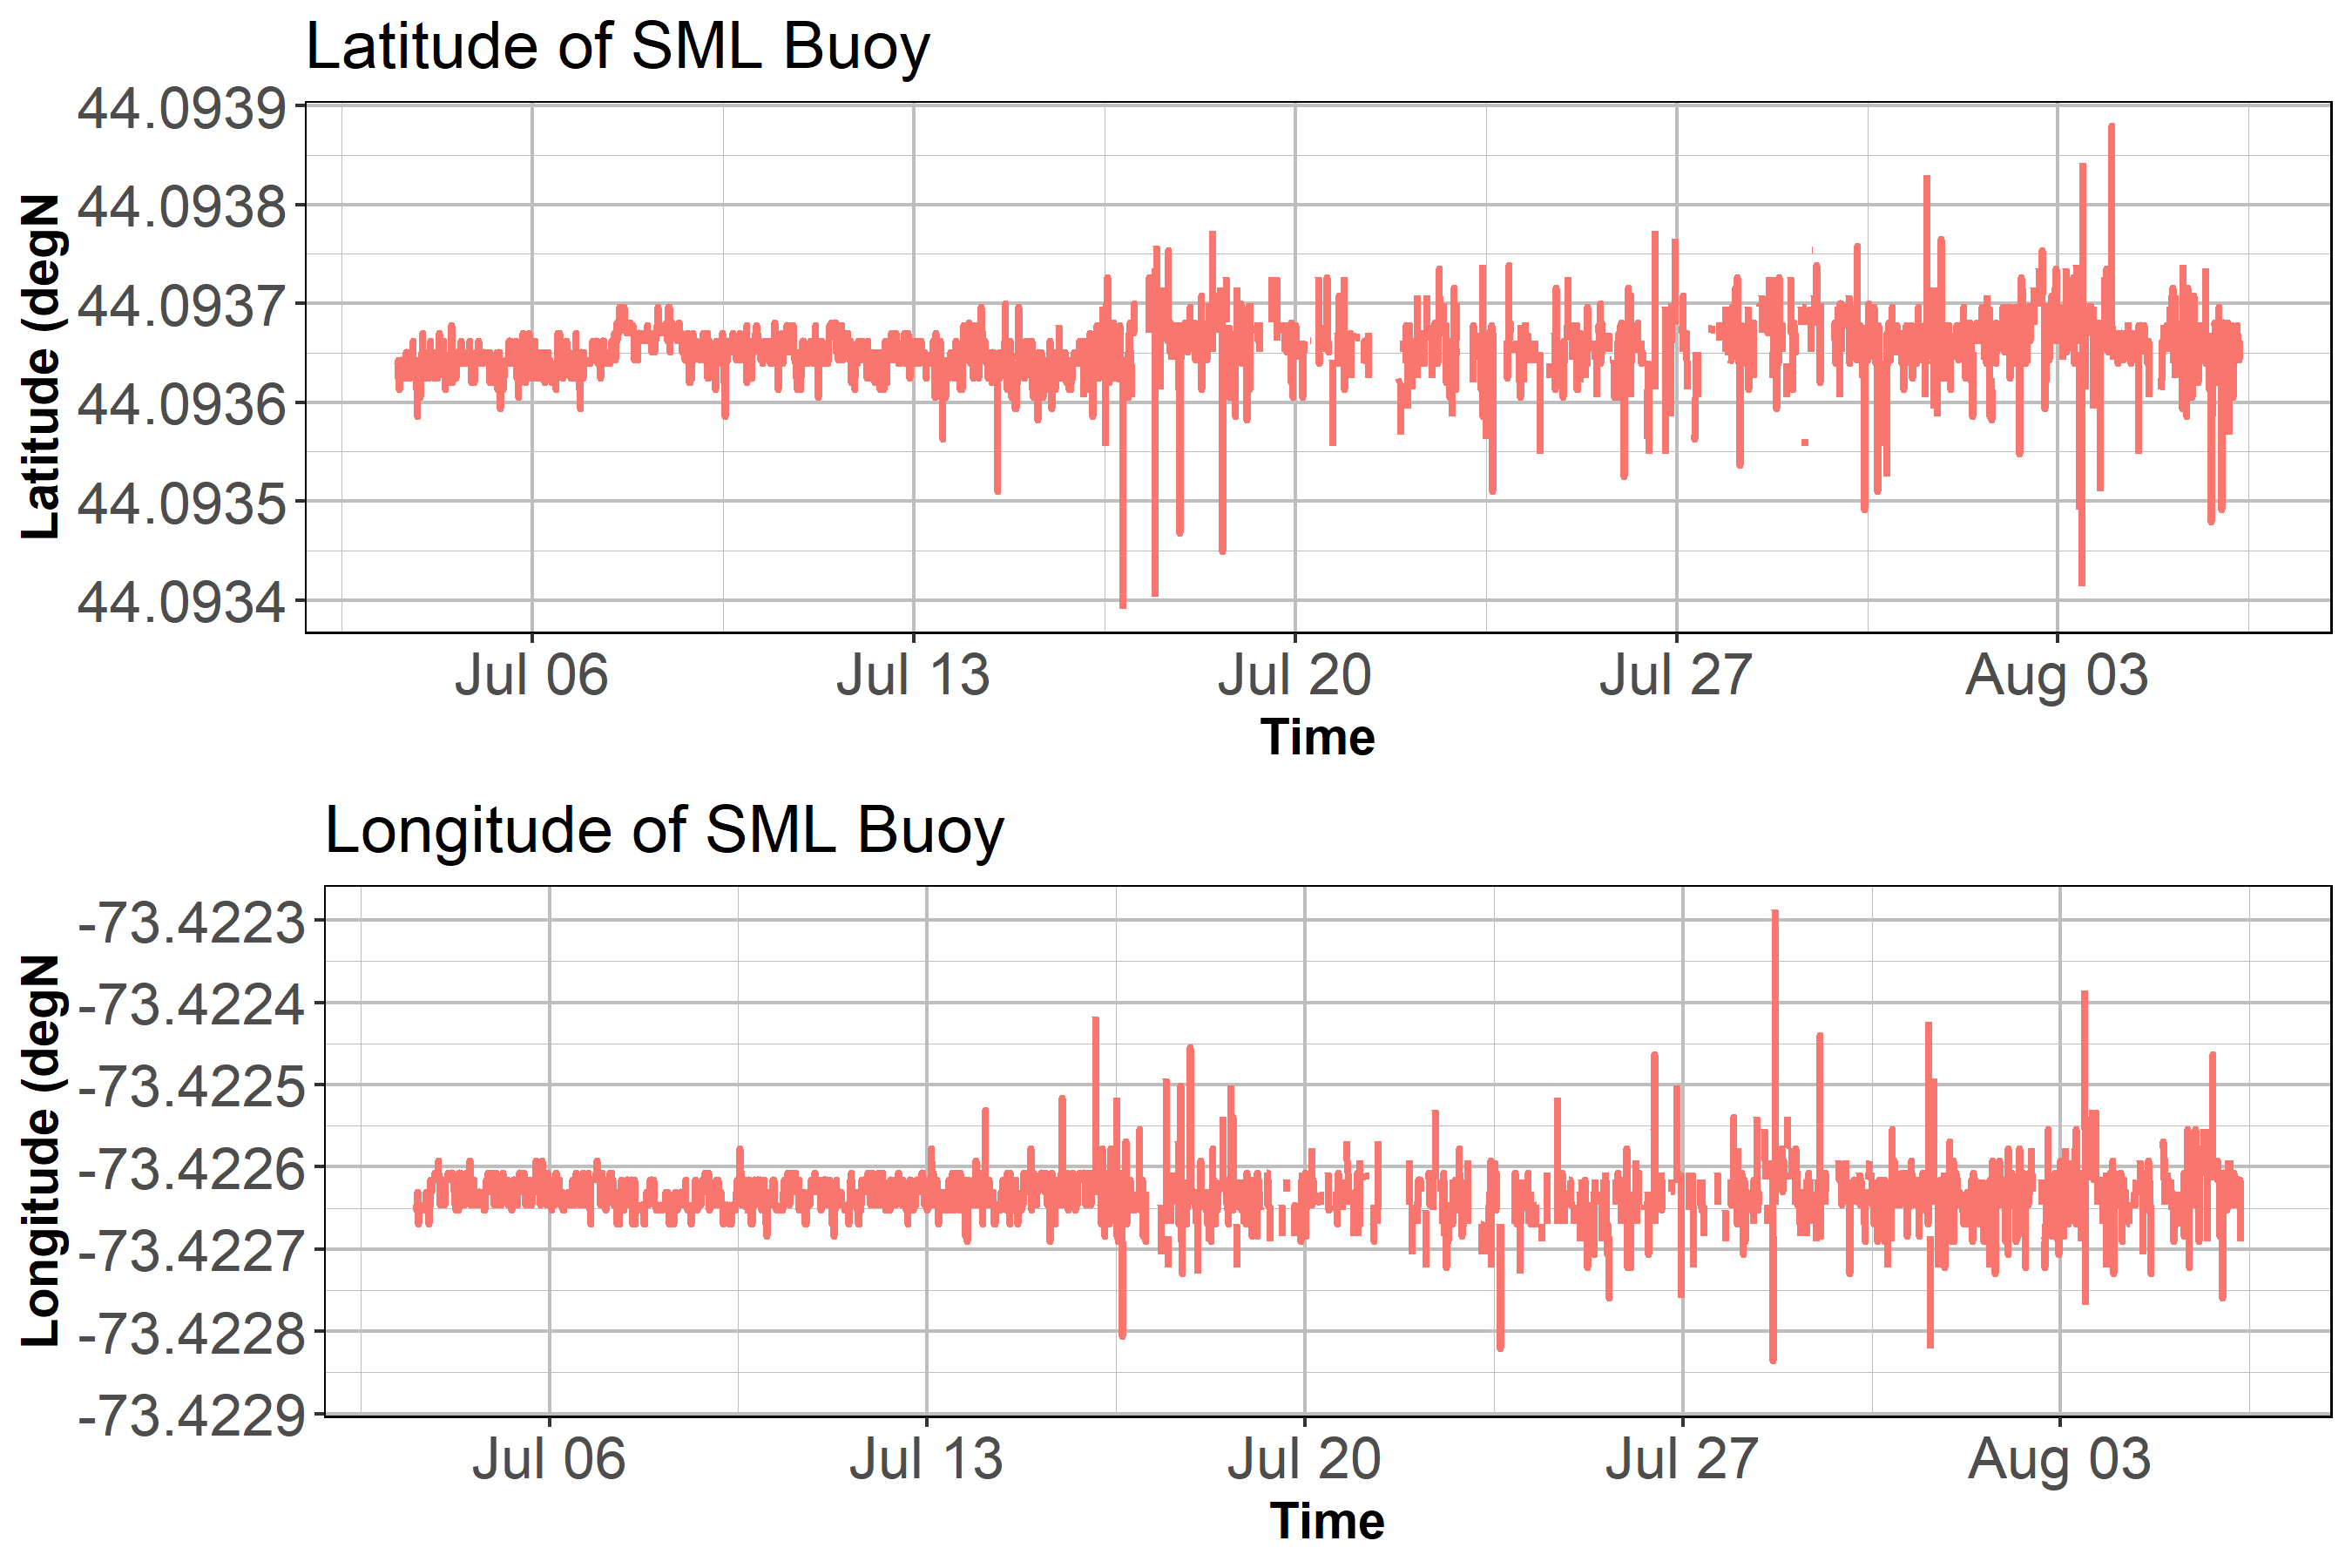 Latitude of SML Buoy
44.0939
44.0938
44.0937
44.0936
44.0935
44.0934
Latitude (degN
Jul 06 Jul 13 Jul 20 Jul 27 Aug 03
Time
Longitude of SML Buoy
-73.4223
-73.4224
-73.4225
-73.4226
-73.4227
-73.4228
-73.4229
Longitude (degN
Jul 06 Jul 13 Jul 20 Jul 27 Aug 03
Time